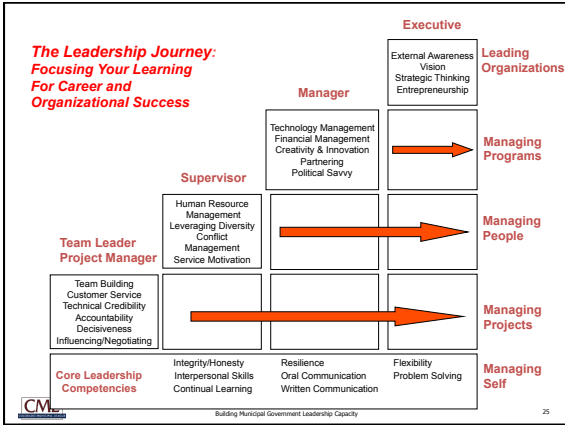 Executive
The Leadership Journey:
Focusing Your Learning
For Career and
Organizational Success
External Awareness
Vision
Strategic Thinking
Entrepreneurship
Leading
Organizations
Manager
Technology Management
Financial Management
Creativity & Innovation
Partnering
Political Savvy
Managing
Programs
Supervisor
Human Resource
Management
Leveraging Diversity
Conflict
Management
Service Motivation
Managing
People
Team Leader
Project Manager
Team Building
Customer Service
Technical Credibility
Accountability
Decisiveness
Influencing/Negotiating
Managing
Projects
Core Leadership
Competencies
Integrity/Honesty
Interpersonal Skills
Continual Learning
Resilience
Oral Communication
Written Communication
Flexibility
Problem Solving
Managing
Self
CML
Building Municipal Government Leadership Capacity
25